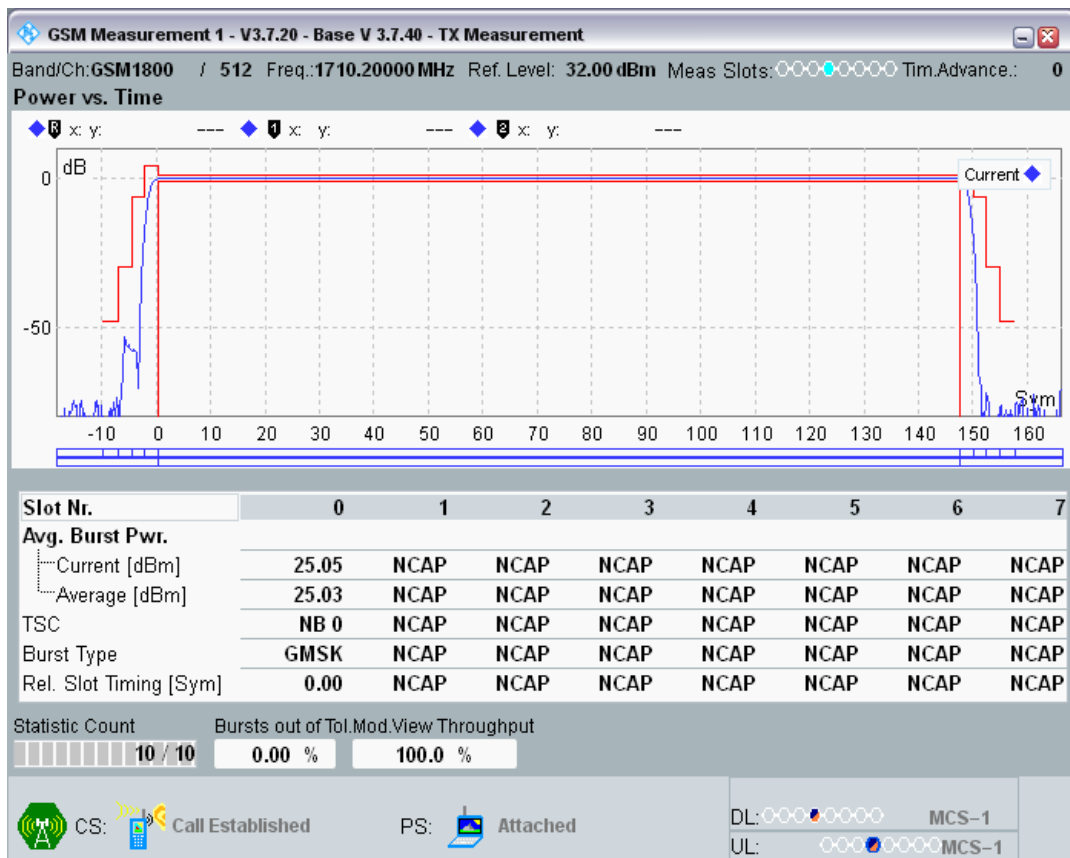 GSM Measurement 1 - V3.7.20 - Base V 3.7.40 - TX Measurement
Band/Ch:GSM1800 / 512 Freq.:1710.20000 MHz Ref. Level: 32.00 dBm Meas Slots: Tim.Advance.: 0
Power vs. Time
R x: y: --- 1 x: y: --- 2 x: y: ---
dB
Current
0
-50
Sym
-10 0 10 20 30 40 50 60 70 80 90 100 110 120 130 140 150 160
Slot Nr. 0 1 2 3 4 5 6 7
Avg. Burst Pwr.
Current [dBm] 25.05 NCAP NCAP NCAP NCAP NCAP NCAP NCAP
Average [dBm] 25.03 NCAP NCAP NCAP NCAP NCAP NCAP NCAP
TSC NB 0 NCAP NCAP NCAP NCAP NCAP NCAP NCAP
Burst Type GMSK NCAP NCAP NCAP NCAP NCAP NCAP NCAP
Rel. Slot Timing [Sym] 0.00 NCAP NCAP NCAP NCAP NCAP NCAP NCAP
Statistic Count Bursts out of Tol.Mod.View Throughput
10 / 10 0.00 % 100.0 %
CS: Call Established PS: Attached
DL: MCS-1
UL: MCS-1